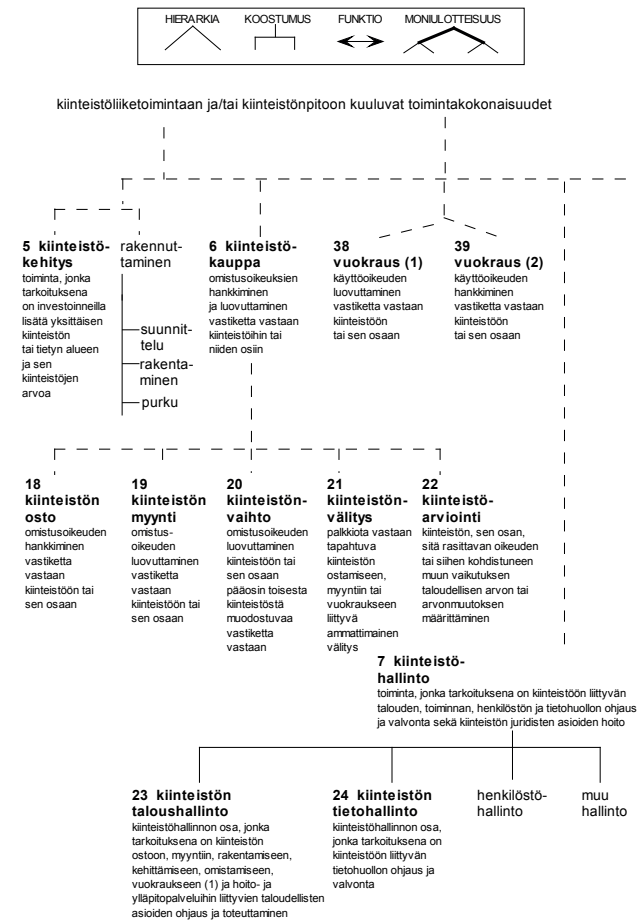 HIERARKIA KOOSTUMUS FUNKTIO MONIULOTTEISUUS
kiinteistöliiketoimintaan ja/tai kiinteistönpitoon kuuluvat toimintakokonaisuudet
5 kiinteistö-
kehitys
toiminta, jonka
tarkoituksena
on investoinneilla
lisätä yksittäisen
kiinteistön
tai tietyn alueen
ja sen
kiinteistöjen
arvoa
rakennut-
taminen
suunnit-
telu
rakenta-
minen
purku
6 kiinteistö-
kauppa
omistusoikeuksien
hankkiminen
ja luovuttaminen
vastiketta vastaan
kiinteistöihin tai
niiden osiin
38
vuokraus (1)
käyttöoikeuden
luovuttaminen
vastiketta vastaan
kiinteistöön
tai sen osaan
39
vuokraus (2)
käyttöoikeuden
hankkiminen
vastiketta vastaan
kiinteistöön
tai sen osaan
18
kiinteistön
osto
omistusoikeuden
hankkiminen
vastiketta
vastaan
kiinteistöön tai
sen osaan
19
kiinteistön
myynti
omistus-
oikeuden
luovuttaminen
vastiketta
vastaan
kiinteistöön tai
sen osaan
20
kiinteistön-
vaihto
omistusoikeuden
luovuttaminen
kiinteistöön tai
sen osaan
pääosin toisesta
kiinteistöstä
muodostuvaa
vastiketta
vastaan
21
kiinteistön-
välitys
palkkiota vastaan
tapahtuva
kiinteistön
ostamiseen,
myyntiin tai
vuokraukseen
liittyvä
ammattimainen
välitys
22
kiinteistö-
arviointi
kiinteistön, sen osan,
sitä rasittavan oikeuden
tai siihen kohdistuneen
muun vaikutuksen
taloudellisen arvon tai
arvonmuutoksen
määrittäminen
7 kiinteistö-
hallinto
toiminta, jonka tarkoituksena on kiinteistöön liittyvän
talouden, toiminnan, henkilöstön ja tietohuollon ohjaus
ja valvonta sekä kiinteistön juridisten asioiden hoito
23 kiinteistön
taloushallinto
kiinteistöhallinnon osa, jonka
tarkoituksena on kiinteistön
ostoon, myyntiin, rakentamiseen,
kehittämiseen, omistamiseen,
vuokraukseen (1) ja hoito- ja
ylläpitopalveluihin liittyvien taloudellisten
asioiden ohjaus ja toteuttaminen
24 kiinteistön
tietohallinto
kiinteistöhallinnon osa,
jonka tarkoituksena on
kiinteistöön liittyvän
tietohuollon ohjaus ja
valvonta
henkilöstö-
hallinto
muu
hallinto